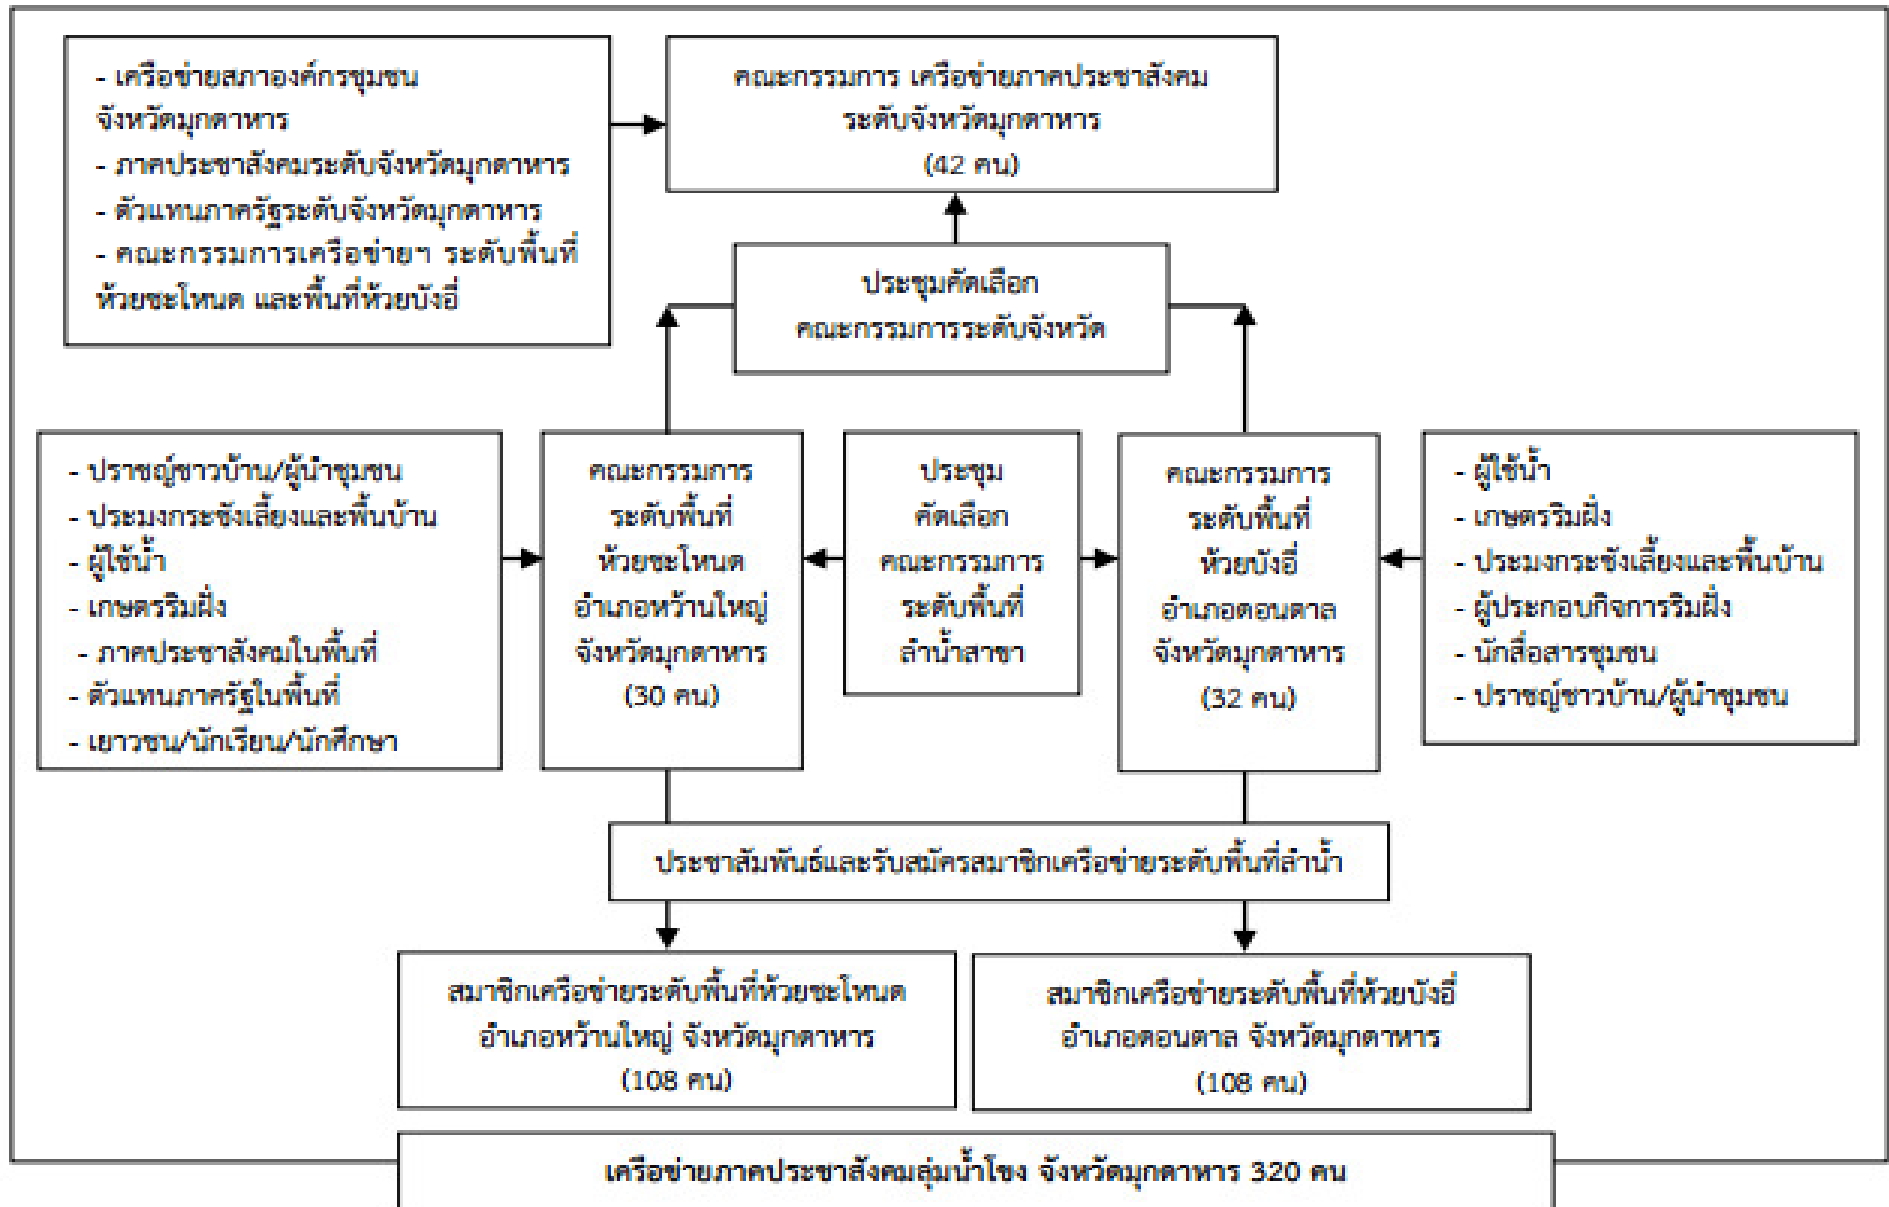 - เครือข่ายสภาองค์กรชุมชน
จังหวัดมุกดาหาร
- ภาคประชาสังคมระดับจังหวัดมุกดาหาร
- ตัวแทนภาครัฐระดับจังหวัดมุกดาหาร
- คณะกรรมการเครือข่ายฯ ระดับพื้นที่
ห้วยชะโหนด และพื้นที่ห้วยบังอี่
คณะกรรมการ เครือข่ายภาคประชาสังคม
ระดับจังหวัดมุกดาหาร
(42 คน)
ประชุมคัดเลือก
คณะกรรมการระดับจังหวัด
- ปราชญ์ชาวบ้าน/ผู้นำชุมชน
- ประมงกระชังเลี้ยงและพื้นบ้าน
- ผู้ใช้น้ำ
- เกษตรริมฝั่ง
- ภาคประชาสังคมในพื้นที่
- ตัวแทนภาครัฐในพื้นที่
- เยาวชน/นักเรียน/นักศึกษา
คณะกรรมการ
ระดับพื้นที่
ห้วยชะโหนด
อำเภอหว้านใหญ่
จังหวัดมุกดาหาร
(30 คน)
ประชุม
คัดเลือก
คณะกรรมการ
ระดับพื้นที่
ลำน้ำสาขา
คณะกรรมการ
ระดับพื้นที่
ห้วยบังอี่
อำเภอดอนตาล
จังหวัดมุกดาหาร
(32 คน)
- ผู้ใช้น้ำ
- เกษตรริมฝั่ง
- ประมงกระชังเลี้ยงและพื้นบ้าน
- ผู้ประกอบกิจการริมฝั่ง
- นักสื่อสารชุมชน
- ปราชญ์ชาวบ้าน/ผู้นำชุมชน
ประชาสัมพันธ์และรับสมัครสมาชิกเครือข่ายระดับพื้นที่ลำน้ำ
สมาชิกเครือข่ายระดับพื้นที่ห้วยชะโหนด
อำเภอหว้านใหญ่ จังหวัดมุกดาหาร
(108 คน)
สมาชิกเครือข่ายระดับพื้นที่ห้วยบังอี่
อำเภอดอนตาล จังหวัดมุกดาหาร
(108 คน)
เครือข่ายภาคประชาสังคมลุ่มน้ำโขง จังหวัดมุกดาหาร 320 คน